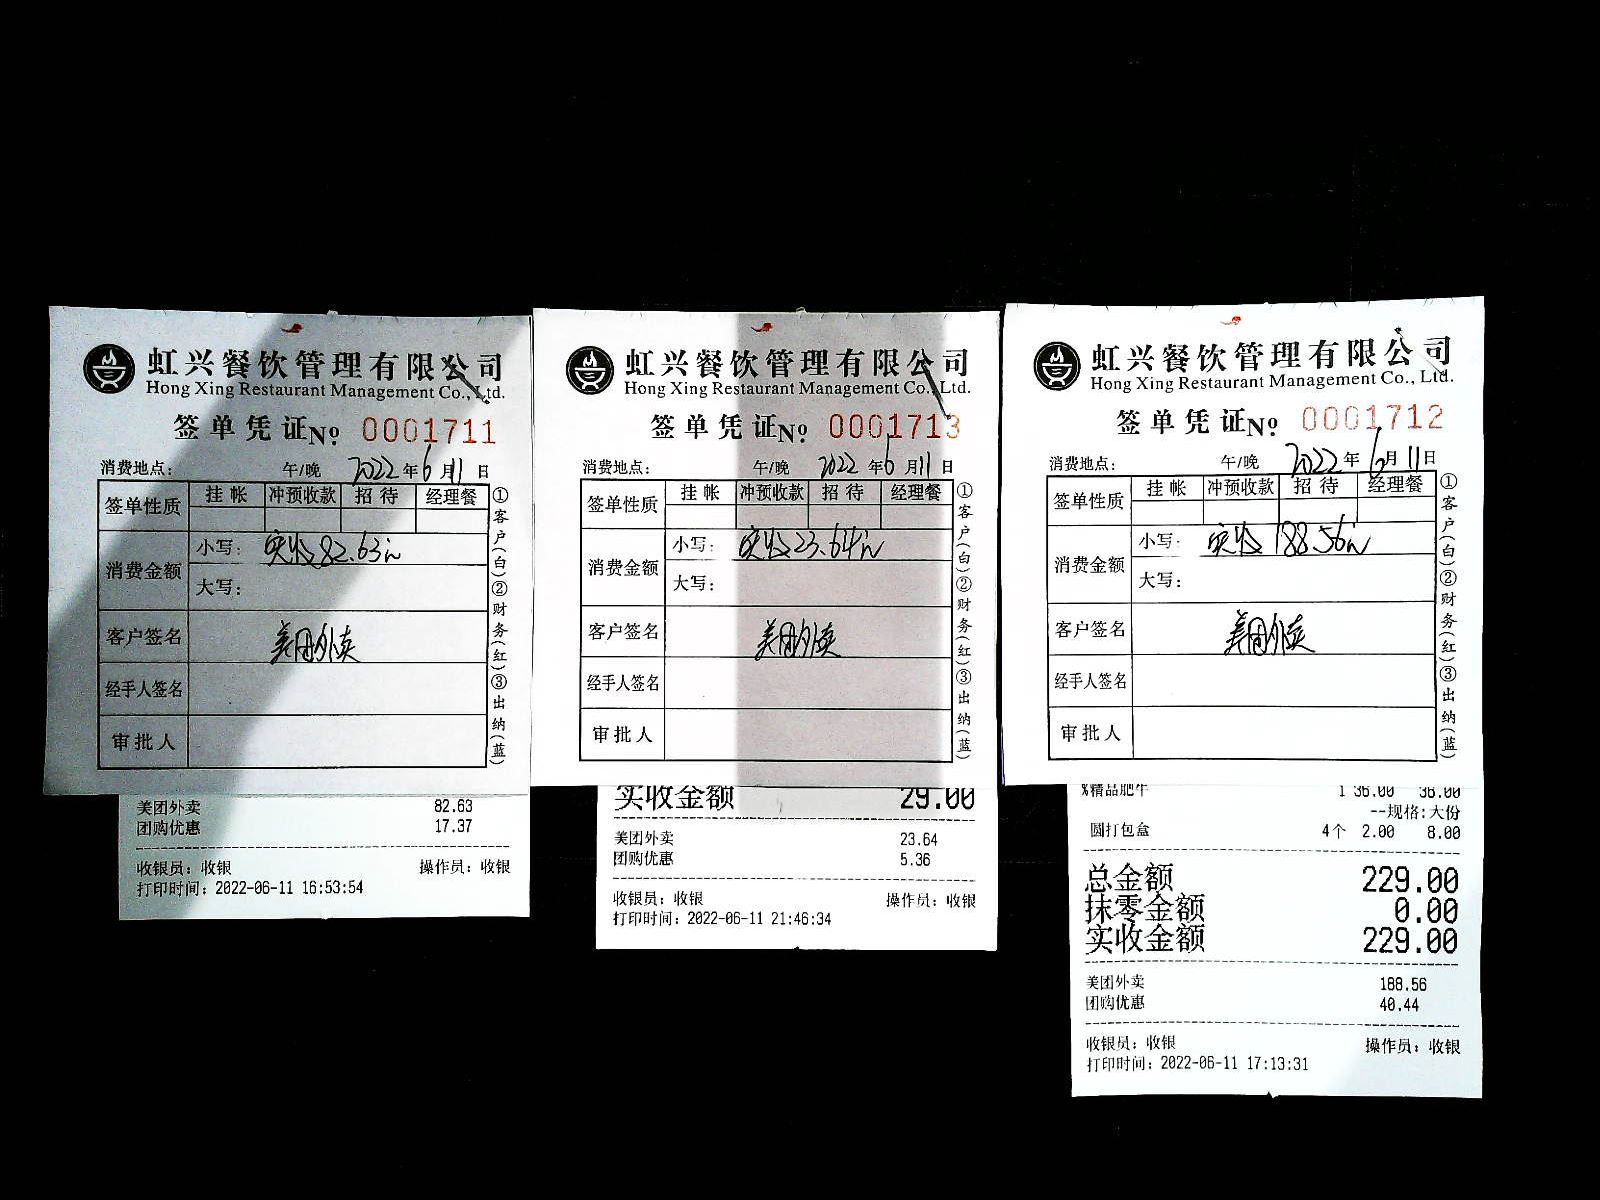 虹兴餐饮管理有限公司
Hong Xing Restaurant Management Co., Ltd.
签单凭证No 0001711
消费地点: 午/晚 2022年6月11日
签单性质 挂帐 冲预收款 招待 经理餐
消费金额 小写: 实收82.63元
大写:
客户签名 美团外卖
经手人签名
审批人
①客户(白)②财务(红)③出纳(蓝)
美团外卖 82.63
团购优惠 17.37
收银员: 收银 操作员: 收银
打印时间: 2022-06-11 16:53:54
虹兴餐饮管理有限公司
Hong Xing Restaurant Management Co., Ltd.
签单凭证No 0001713
消费地点: 午/晚 2022年6月11日
签单性质 挂帐 冲预收款 招待 经理餐
消费金额 小写: 实收23.64元
大写:
客户签名 美团外卖
经手人签名
审批人
①客户(白)②财务(红)③出纳(蓝)
实收金额 29.00
美团外卖 23.64
团购优惠 5.36
收银员: 收银 操作员: 收银
打印时间: 2022-06-11 21:46:34
虹兴餐饮管理有限公司
Hong Xing Restaurant Management Co., Ltd.
签单凭证No 0001712
消费地点: 午/晚 2022年6月11日
签单性质 挂帐 冲预收款 招待 经理餐
消费金额 小写: 实收188.56元
大写:
客户签名 美团外卖
经手人签名
审批人
①客户(白)②财务(红)③出纳(蓝)
精品肥牛 1 36.00 36.00
--规格:大份
圆打包盒 4个 2.00 8.00
总金额 229.00
抹零金额 0.00
实收金额 229.00
美团外卖 188.56
团购优惠 40.44
收银员: 收银 操作员: 收银
打印时间: 2022-06-11 17:13:31